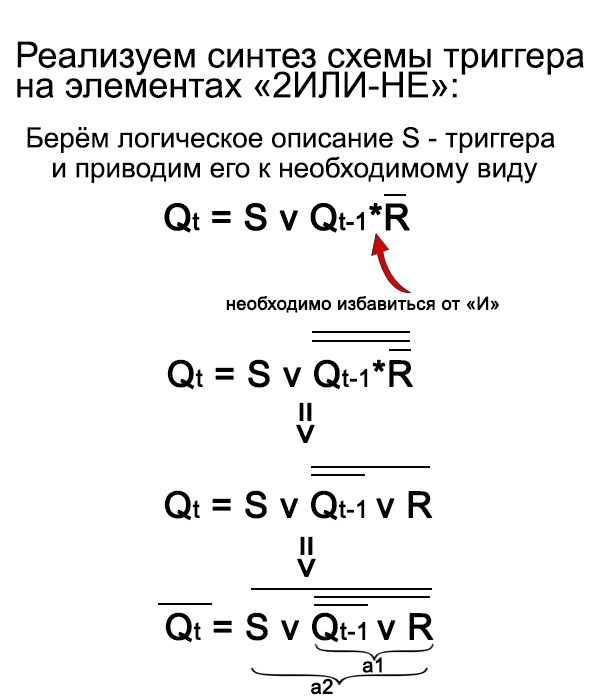 Реализуем синтез схемы триггера
на элементах «2ИЛИ-НЕ»:
Берём логическое описание S - триггера
и приводим его к необходимому виду
Qt = S v Qt-1*R̅
необходимо избавиться от «И»
Qt = S v Qt-1*R
=>
Qt = S v Qt-1 v R
=>
Qt = S v Qt-1 v R
a1
a2